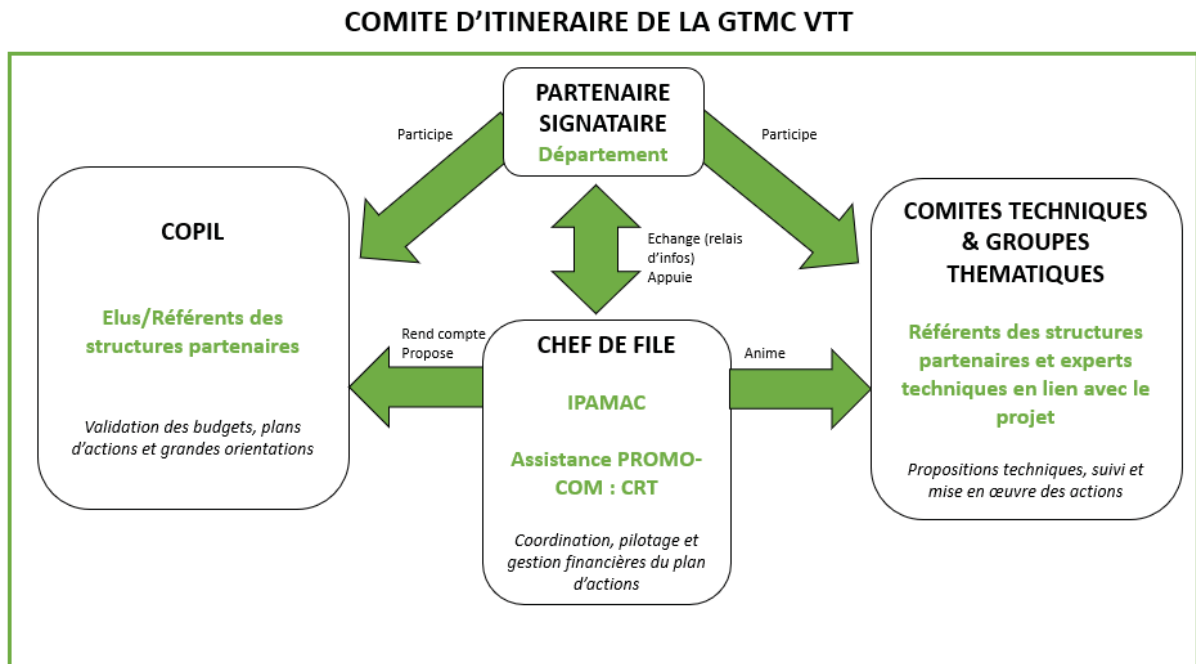 COMITE D'ITINERAIRE DE LA GTMC VTT
PARTENAIRE
SIGNATAIRE
Département
Participe
Participe
COPIL
Elus/Référents des
structures partenaires
Validation des budgets, plans
d'actions et grandes orientations
Echange (relais
d'infos)
Appuie
COMITES TECHNIQUES
& GROUPES
THEMATIQUES
Référents des structures
partenaires et experts
techniques en lien avec le
projet
Propositions techniques, suivi et
mise en œuvre des actions
Rend compte
Propose
CHEF DE FILE
IPAMAC
Assistance PROMO-
COM : CRT
Coordination, pilotage et
gestion financières du plan
d'actions
Anime